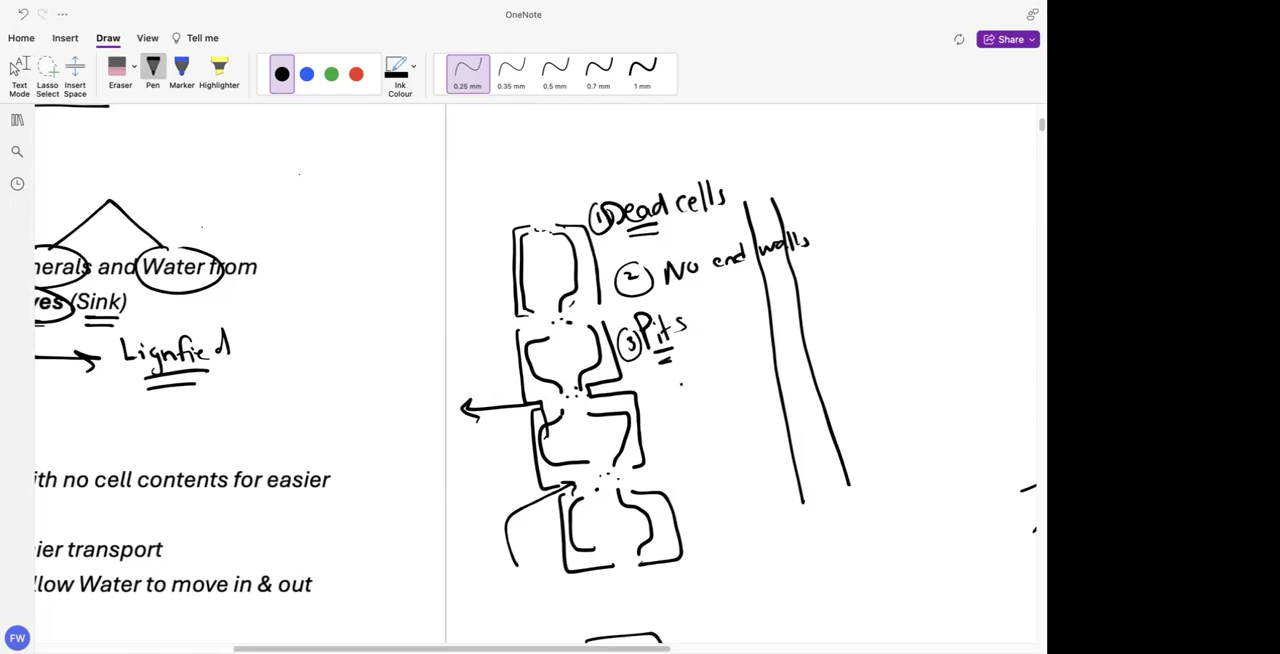 OneNote
Home Insert Draw View Tell me
Share
Text Mode
Lasso Select
Insert Space
Eraser
Pen
Marker
Highlighter
Ink Colour
0.25 mm
0.35 mm
0.5 mm
0.7 mm
1 mm
nerals and Water from
ves (Sink)
Lignfied
ith no cell contents for easier
ier transport
llow Water to move in & out
① Dead cells
② No end walls
③ Pits
FW